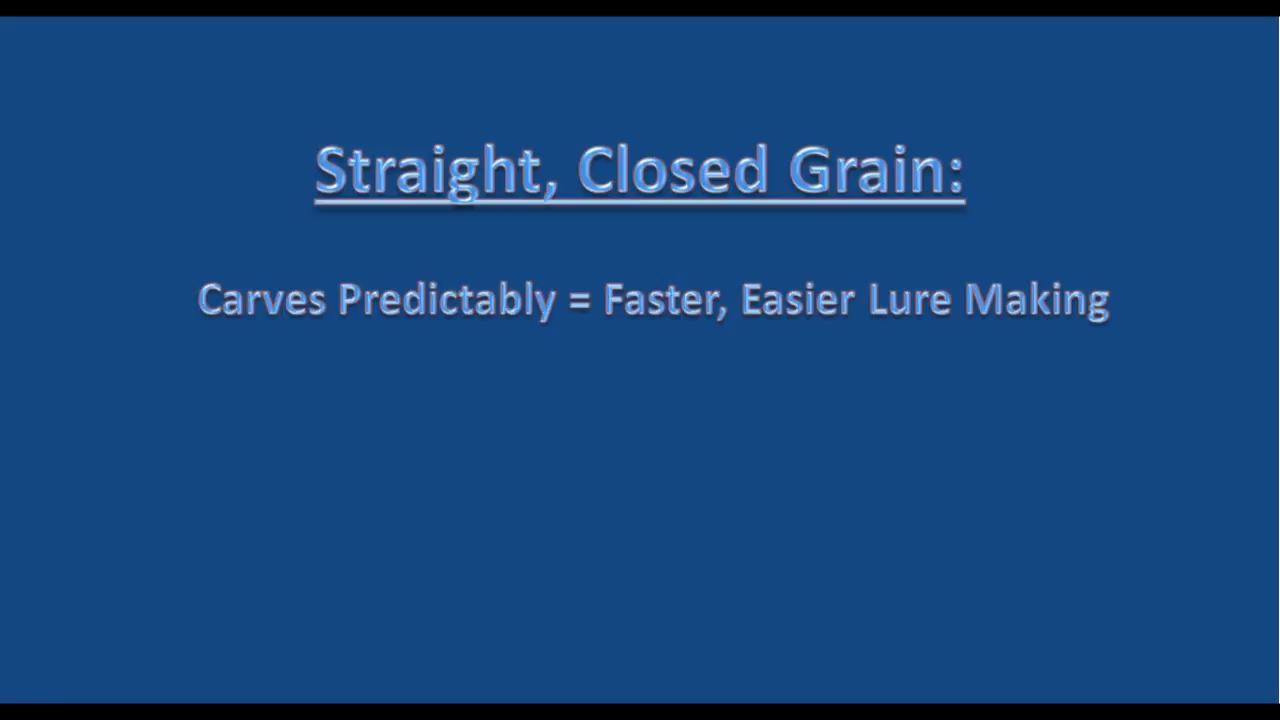 Straight, Closed Grain:
Carves Predictably = Faster, Easier Lure Making